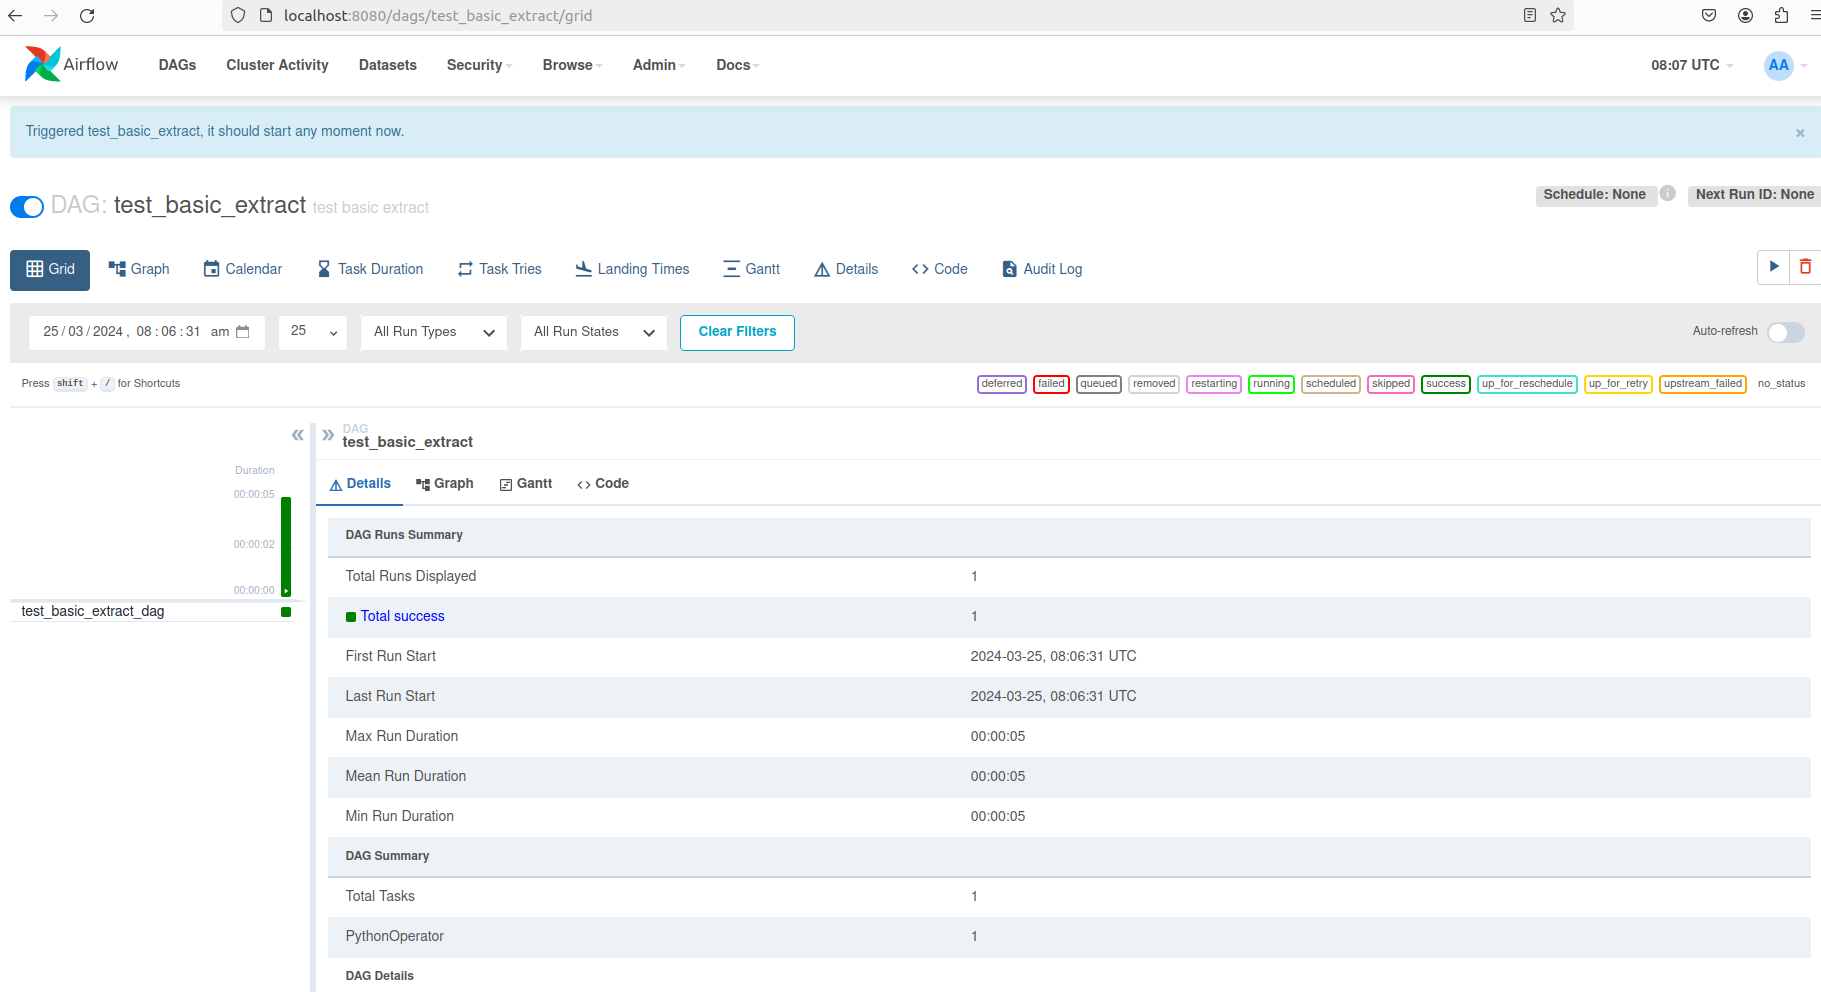 localhost:8080/dags/test_basic_extract/grid
Airflow DAGs Cluster Activity Datasets Security Browse Admin Docs 08:07 UTC AA
Triggered test_basic_extract, it should start any moment now. ×
DAG: test_basic_extract test basic extract Schedule: None i Next Run ID: None
Grid Graph Calendar Task Duration Task Tries Landing Times Gantt Details Code Audit Log
25/03/2024, 08:06:31 am 25 All Run Types All Run States Clear Filters Auto-refresh
Press shift + / for Shortcuts deferred failed queued removed restarting running scheduled skipped success up_for_reschedule up_for_retry upstream_failed no_status
DAG
test_basic_extract
Duration
00:00:05
00:00:02
00:00:00
test_basic_extract_dag
Details Graph Gantt Code
DAG Runs Summary
Total Runs Displayed 1
Total success 1
First Run Start 2024-03-25, 08:06:31 UTC
Last Run Start 2024-03-25, 08:06:31 UTC
Max Run Duration 00:00:05
Mean Run Duration 00:00:05
Min Run Duration 00:00:05
DAG Summary
Total Tasks 1
PythonOperator 1
DAG Details